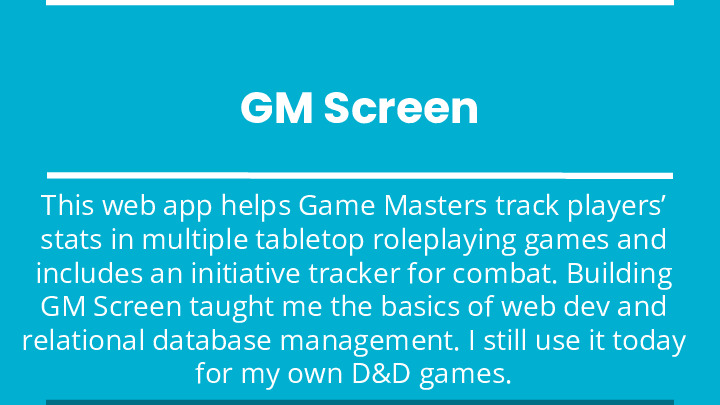 GM Screen
This web app helps Game Masters track players’
stats in multiple tabletop roleplaying games and
includes an initiative tracker for combat. Building
GM Screen taught me the basics of web dev and
relational database management. I still use it today
for my own D&D games.